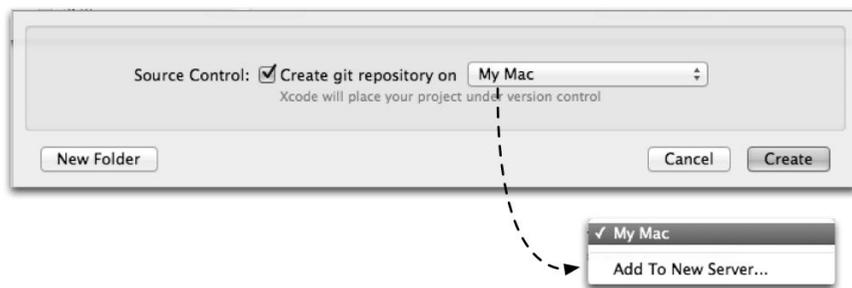 Source Control: Create git repository on My Mac
Xcode will place your project under version control
New Folder Cancel Create
✓ My Mac
Add To New Server...